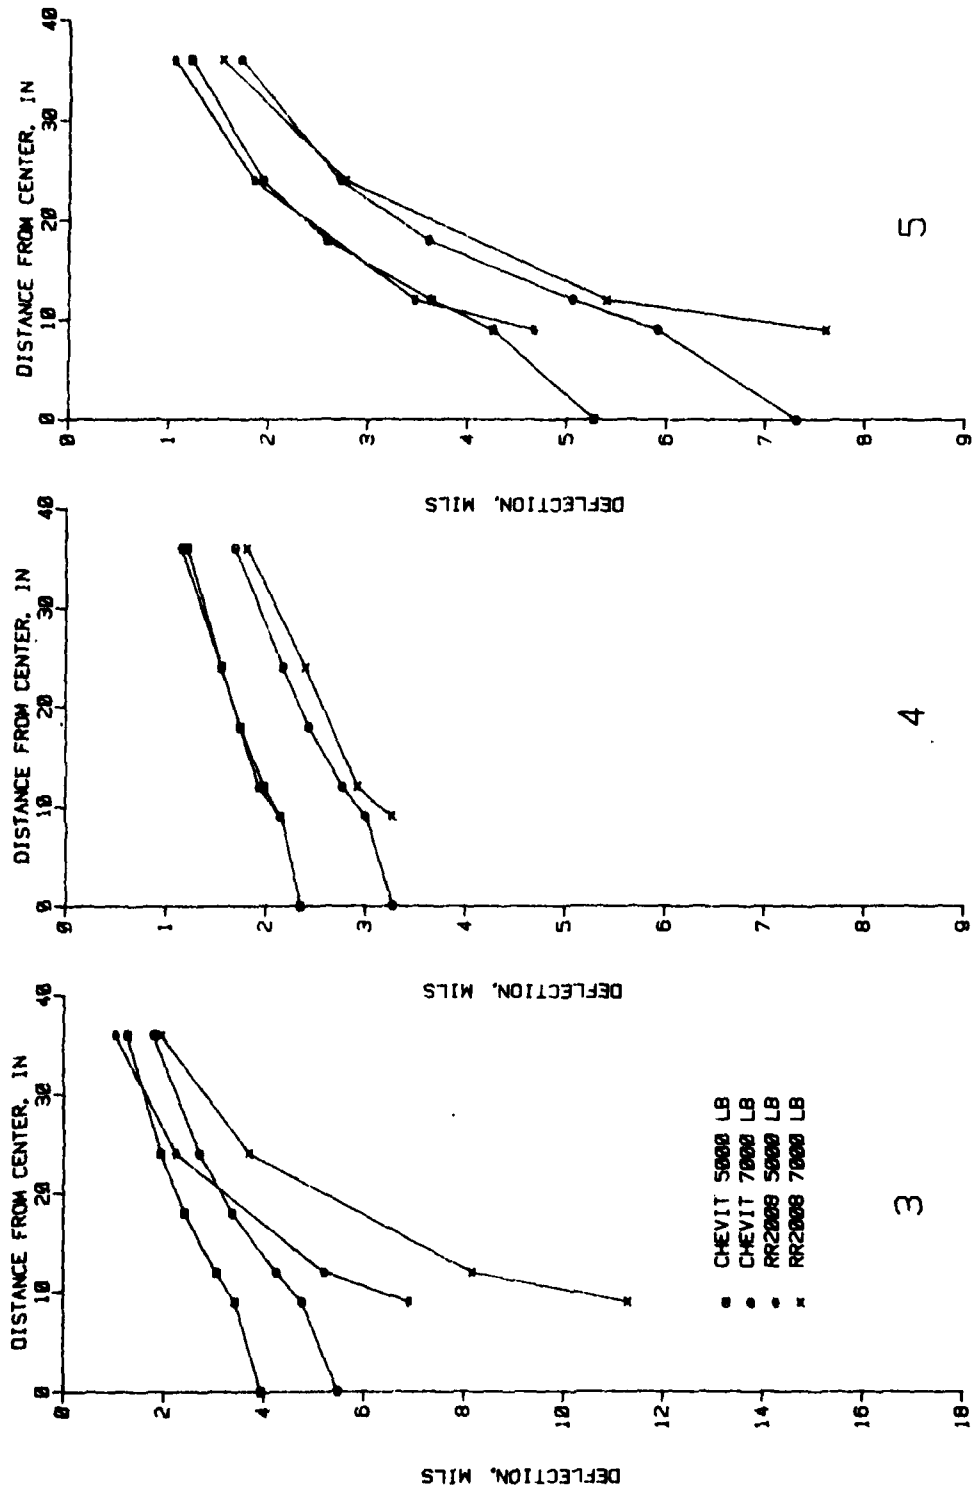 DISTANCE FROM CENTER, IN
0 10 20 30 40
0
1
2
3
4
5
6
7
8
9
DEFLECTION, MILS
5
DISTANCE FROM CENTER, IN
0 10 20 30 40
0
1
2
3
4
5
6
7
8
9
DEFLECTION, MILS
4
DISTANCE FROM CENTER, IN
0 10 20 30 40
0
2
4
6
8
10
12
14
16
18
DEFLECTION, MILS
CHEVIT 5000 LB
CHEVIT 7000 LB
RR2008 5000 LB
RR2008 7000 LB
3